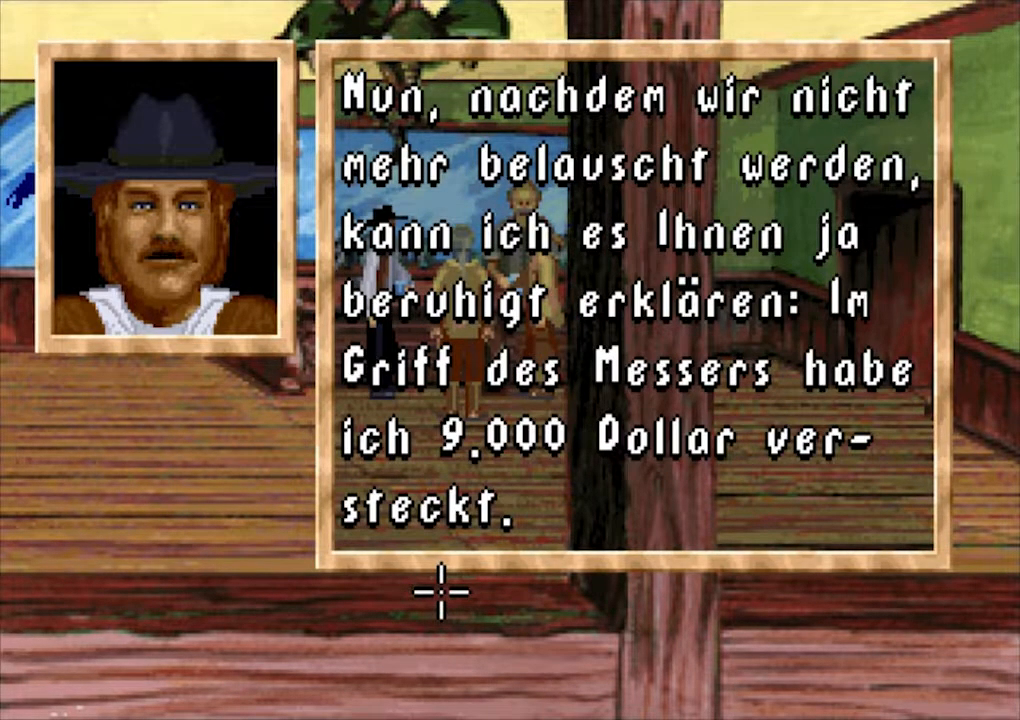 Nun, nachdem wir nicht
mehr belauscht werden,
kann ich es Ihnen ja
beruhigt erklären: Im
Griff des Messers habe
ich 9.000 Dollar ver-
steckt.